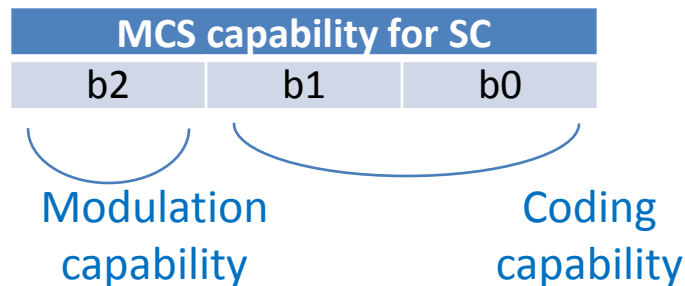 MCS capability for SC
b2 b1 b0
Modulation Coding
capability capability